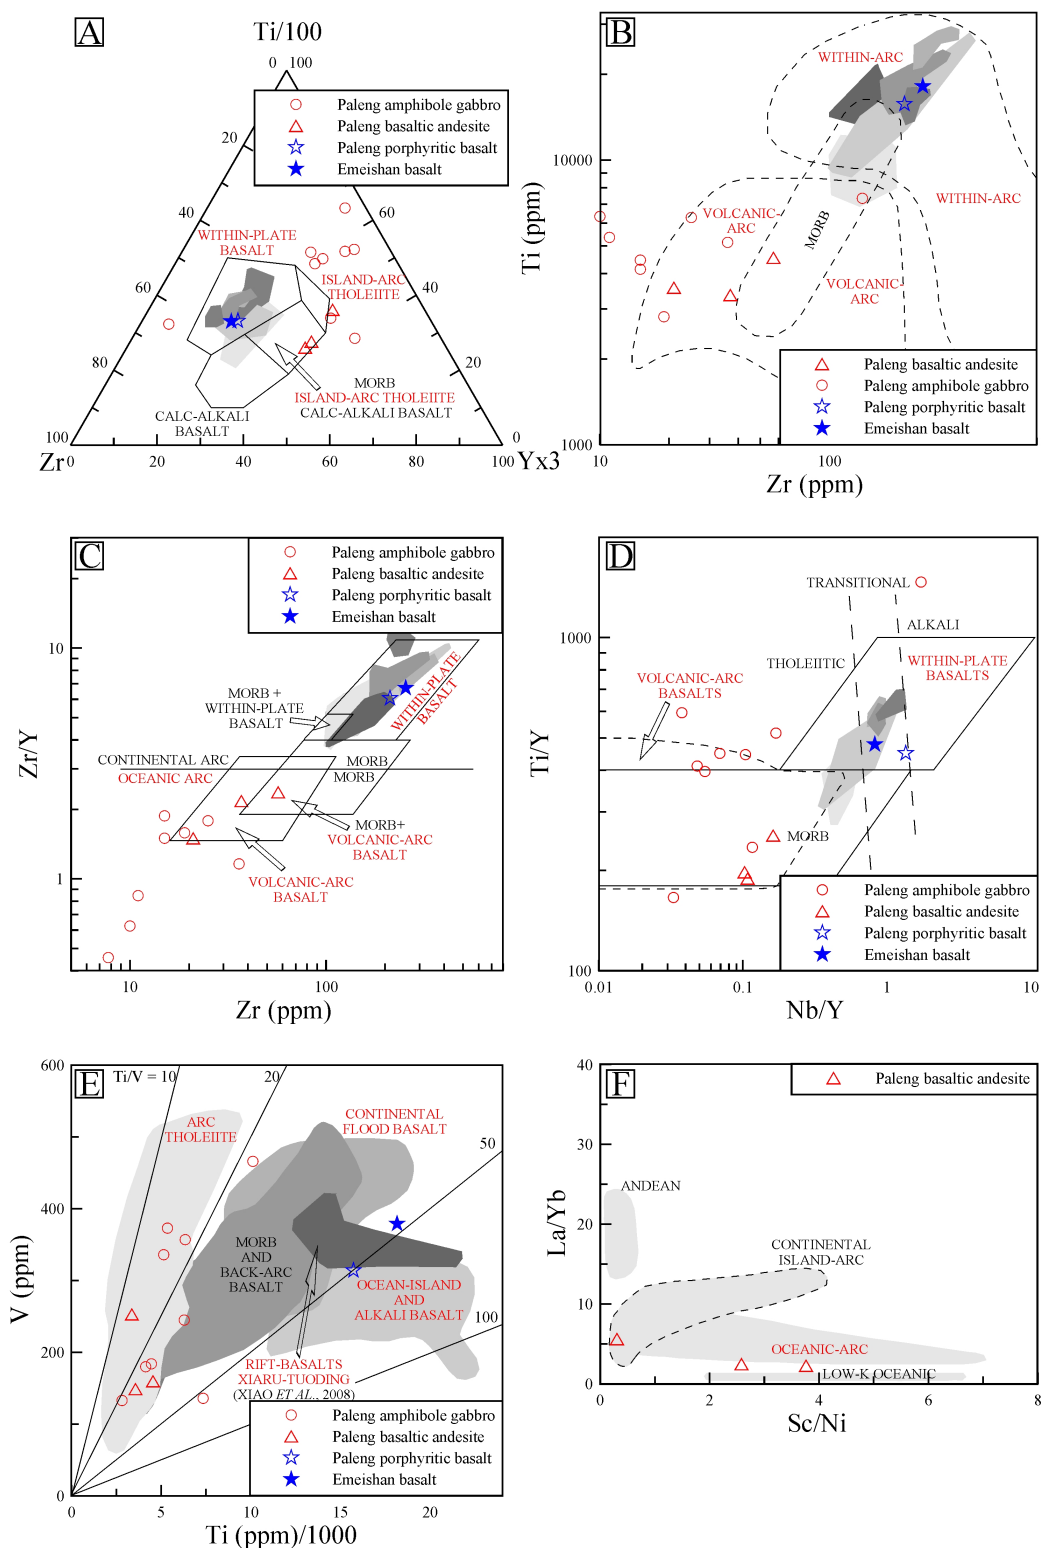 A
Ti/100
0 100
Paleng amphibole gabbro
Paleng basaltic andesite
Paleng porphyritic basalt
Emeishan basalt
20
40
60
WITHIN-PLATE
BASALT
ISLAND-ARC
THOLEIITE
60
40
80
20
MORB
ISLAND-ARC THOLEIITE
CALC-ALKALI BASALT
CALC-ALKALI
BASALT
100
0
Zr
0
20
40
60
80
100
Yx3
B
WITHIN-ARC
10000
WITHIN-ARC
VOLCANIC-
ARC
MORB
VOLCANIC-
ARC
Ti (ppm)
Paleng basaltic andesite
Paleng amphibole gabbro
Paleng porphyritic basalt
Emeishan basalt
1000
10
100
Zr (ppm)
C
Paleng amphibole gabbro
Paleng basaltic andesite
Paleng porphyritic basalt
Emeishan basalt
10
WITHIN-PLATE
BASALT
MORB +
WITHIN-PLATE
BASALT
CONTINENTAL ARC
OCEANIC ARC
MORB
MORB
Zr/Y
MORB+
VOLCANIC-ARC
BASALT
VOLCANIC-ARC
BASALT
1
10
100
Zr (ppm)
D
TRANSITIONAL
ALKALI
1000
THOLEIITIC
WITHIN-PLATE
BASALTS
VOLCANIC-ARC
BASALTS
Ti/Y
MORB
Paleng amphibole gabbro
Paleng basaltic andesite
Paleng porphyritic basalt
Emeishan basalt
100
0.01
0.1
1
10
Nb/Y
E
600
Ti/V = 10
20
ARC
THOLEIITE
CONTINENTAL
FLOOD BASALT
50
400
MORB
AND
BACK-ARC
BASALT
OCEAN-ISLAND
AND
ALKALI BASALT
V (ppm)
100
RIFT-BASALTS
XIARU-TUODING
(XIAO ET AL., 2008)
200
Paleng amphibole gabbro
Paleng basaltic andesite
Paleng porphyritic basalt
Emeishan basalt
0
0
5
10
15
20
Ti (ppm)/1000
F
Paleng basaltic andesite
40
30
ANDEAN
20
CONTINENTAL
ISLAND-ARC
La/Yb
10
OCEANIC-ARC
LOW-K OCEANIC
0
0
2
4
6
8
Sc/Ni